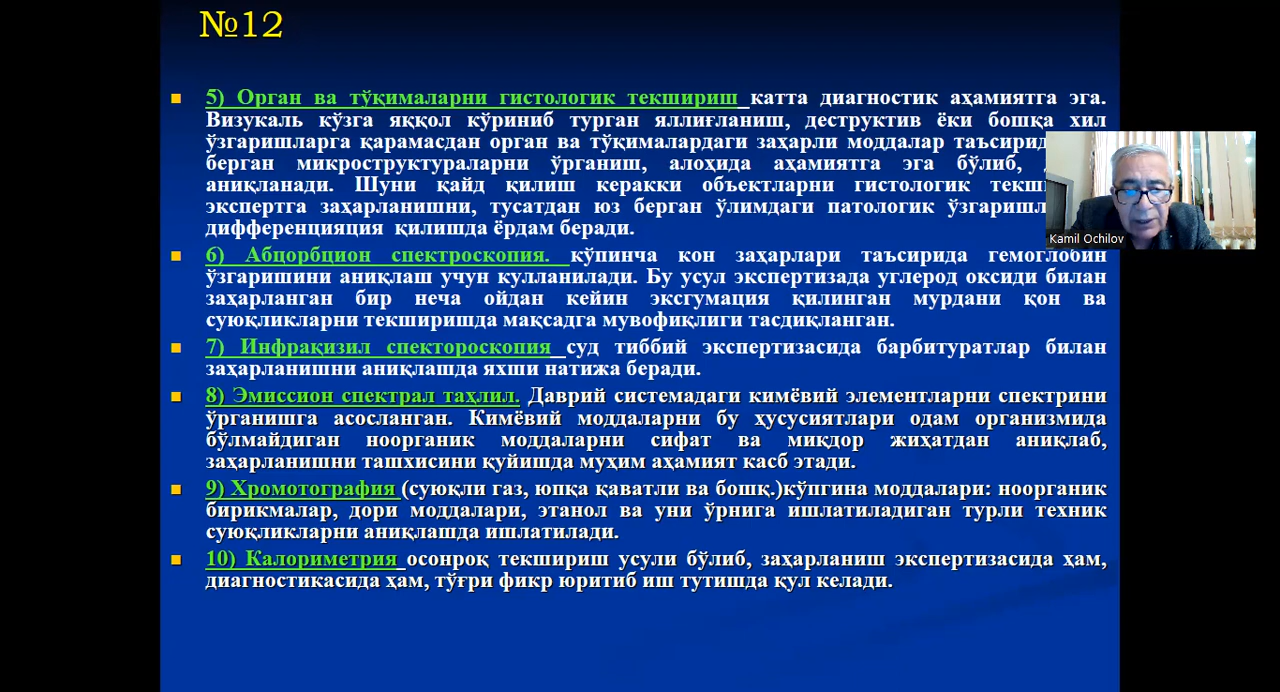 №12
5) Орган ва тўқималарни гистологик текшириш катта диагностик аҳамиятга эга.
Визукаль кўзга яққол кўриниб турган яллиғланиш, деструктив ёки бошқа хил
ўзгаришларга қарамасдан орган ва тўқималардаги заҳарли моддалар
берган микроструктураларни ўрганиш, алоҳида аҳамиятга эга бўлиб,
аниқланади. Шуни қайд қилиш керакки объектларни гистологик
экспертга заҳарланишни, тусатдан юз берган ўлимдаги патологик
дифференцияция қилишда ёрдам беради.
Kamil Ochilov
6) Абцорбцион спектроскопия. кўпинча кон заҳарлари таъсирида гемоглобин
ўзгаришини аниқлаш учун кулланилади. Бу усул экспертизада углерод оксиди билан
заҳарланган бир неча ойдан кейин эксгумация қилинган мурдани қон ва
суюқликларни текширишда мақсадга мувофиқлиги тасдиқланган.
7) Инфрақизил спектороскопия суд тиббий экспертизасида барбитуратлар билан
заҳарланишни аниқлашда яхши натижа беради.
8) Эмиссион спектрал таҳлил. Даврий системадаги кимёвий элементларни спектрини
ўрганишга асосланган. Кимёвий моддаларни бу ҳусусиятлари одам организмида
бўлмайдиган ноорганик моддаларни сифат ва миқдор жиҳатдан аниқлаб,
заҳарланишни ташхисини қуйишда муҳим аҳамият касб этади.
9) Хромотография (суюқли газ, юпқа қаватли ва бошқ.)кўпгина моддалари: ноорганик
бирикмалар, дори моддалари, этанол ва уни ўрнига ишлатиладиган турли техник
суюқликларни аниқлашда ишлатилади.
10) Калориметрия осонроқ текшириш усули бўлиб, заҳарланиш экспертизасида ҳам,
диагностикасида ҳам, тўғри фикр юритиб иш тутишда қул келади.